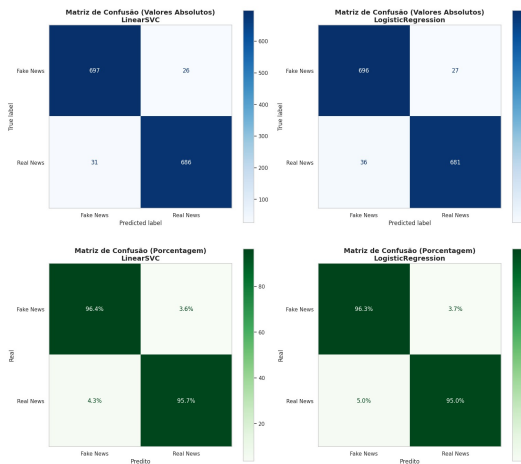 Matriz de Confusão (Valores Absolutos)
LinearSVC
Fake News
697
26
Real News
31
686
True label
Fake News
Real News
Predicted label
600
500
400
300
200
100
Matriz de Confusão (Valores Absolutos)
LogisticRegression
Fake News
696
27
Real News
36
681
True label
Fake News
Real News
Predicted label
Matriz de Confusão (Porcentagem)
LinearSVC
Fake News
96.4%
3.6%
Real News
4.3%
95.7%
Real
Fake News
Real News
Predito
80
60
40
20
Matriz de Confusão (Porcentagem)
LogisticRegression
Fake News
96.3%
3.7%
Real News
5.0%
95.0%
Real
Fake News
Real News
Predito